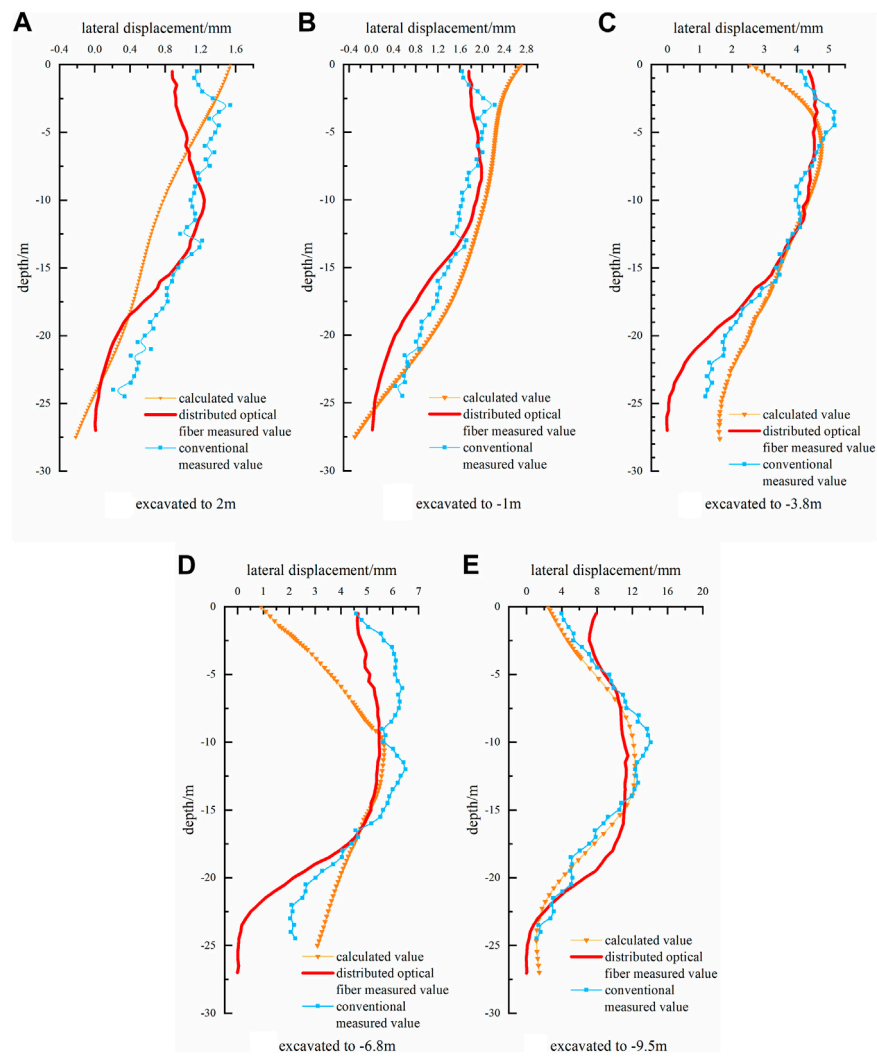 A
lateral displacement/mm
-0.4 0.0 0.4 0.8 1.2 1.6
0
-5
-10
-15
-20
-25
-30
depth/m
calculated value
distributed optical
fiber measured value
conventional
measured value
excavated to 2m
B
lateral displacement/mm
-0.4 0.0 0.4 0.8 1.2 1.6 2.0 2.4 2.8
0
-5
-10
-15
-20
-25
-30
depth/m
calculated value
distributed optical
fiber measured value
conventional
measured value
excavated to -1m
C
lateral displacement/mm
0 1 2 3 4 5
0
-5
-10
-15
-20
-25
-30
depth/m
calculated value
distributed optical
fiber measured value
conventional
measured value
excavated to -3.8m
D
lateral displacement/mm
0 1 2 3 4 5 6 7
0
-5
-10
-15
-20
-25
-30
depth/m
calculated value
distributed optical
fiber measured value
conventional
measured value
excavated to -6.8m
E
lateral displacement/mm
0 4 8 12 16 20
0
-5
-10
-15
-20
-25
-30
depth/m
calculated value
distributed optical
fiber measured value
conventional
measured value
excavated to -9.5m